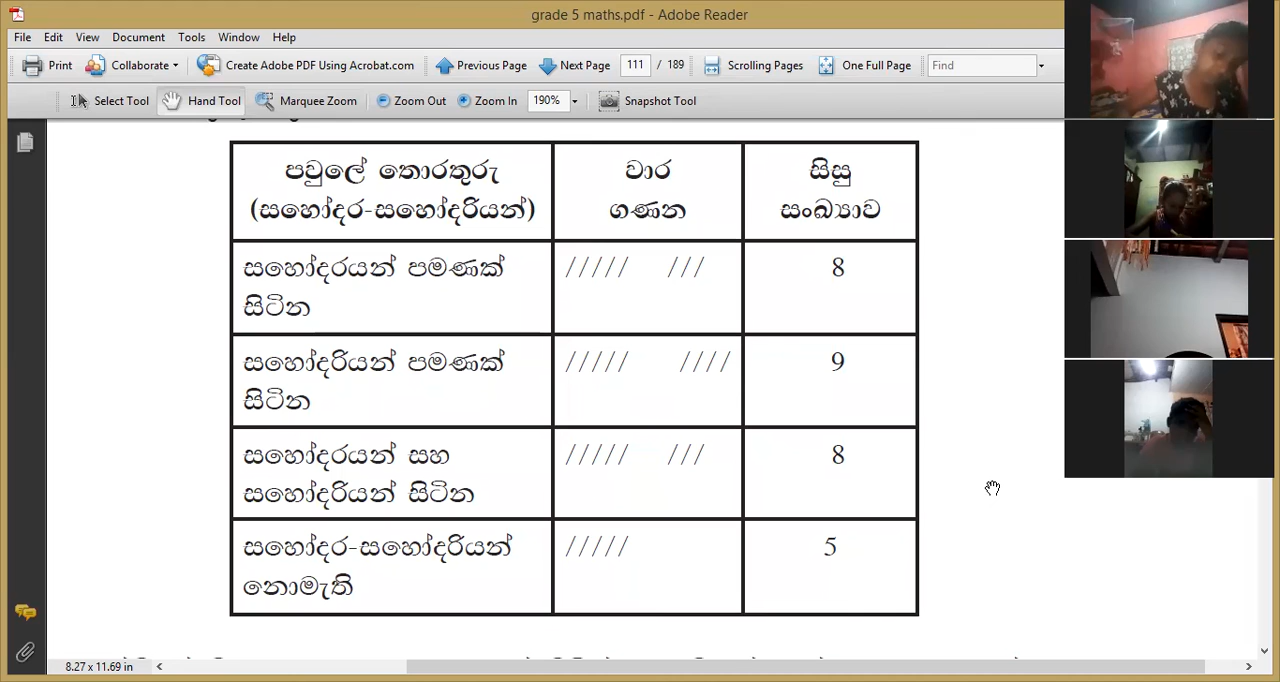 grade 5 maths.pdf - Adobe Reader
File Edit View Document Tools Window Help
Print Collaborate Create Adobe PDF Using Acrobat.com Previous Page Next Page 111 / 189 Scrolling Pages One Full Page Find
Select Tool Hand Tool Marquee Zoom Zoom Out Zoom In 190% Snapshot Tool
පවුලේ තොරතුරු
(සහෝදර-සහෝදරියන්)
වාර
ගණන
සිසු
සංඛ්‍යාව
සහෝදරයන් පමණක්
සිටින
///// ///
8
සහෝදරියන් පමණක්
සිටින
///// ////
9
සහෝදරයන් සහ
සහෝදරියන් සිටින
///// ///
8
සහෝදර-සහෝදරියන්
නොමැති
/////
5
8.27 x 11.69 in